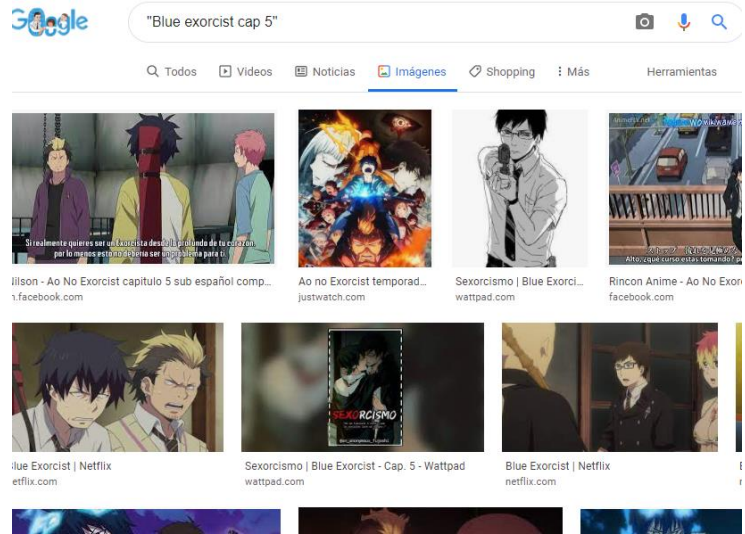 Google
"Blue exorcist cap 5"
Todos
Videos
Noticias
Imágenes
Shopping
Más
Herramientas
Si realmente quieres ser un Exorcista desde lo profundo de tu corazón,
por lo menos esto no debería ser un problema para ti.
ilson - Ao No Exorcist capitulo 5 sub español comp...
n.facebook.com
Ao no Exorcist temporad...
justwatch.com
Sexorcismo | Blue Exorci...
wattpad.com
Alto, ¿qué curso estas tomando?
Rincon Anime - Ao No Exor
facebook.com
lue Exorcist | Netflix
etflix.com
SEXORCISMO
Sexorcismo | Blue Exorcist - Cap. 5 - Wattpad
wattpad.com
Blue Exorcist | Netflix
netflix.com